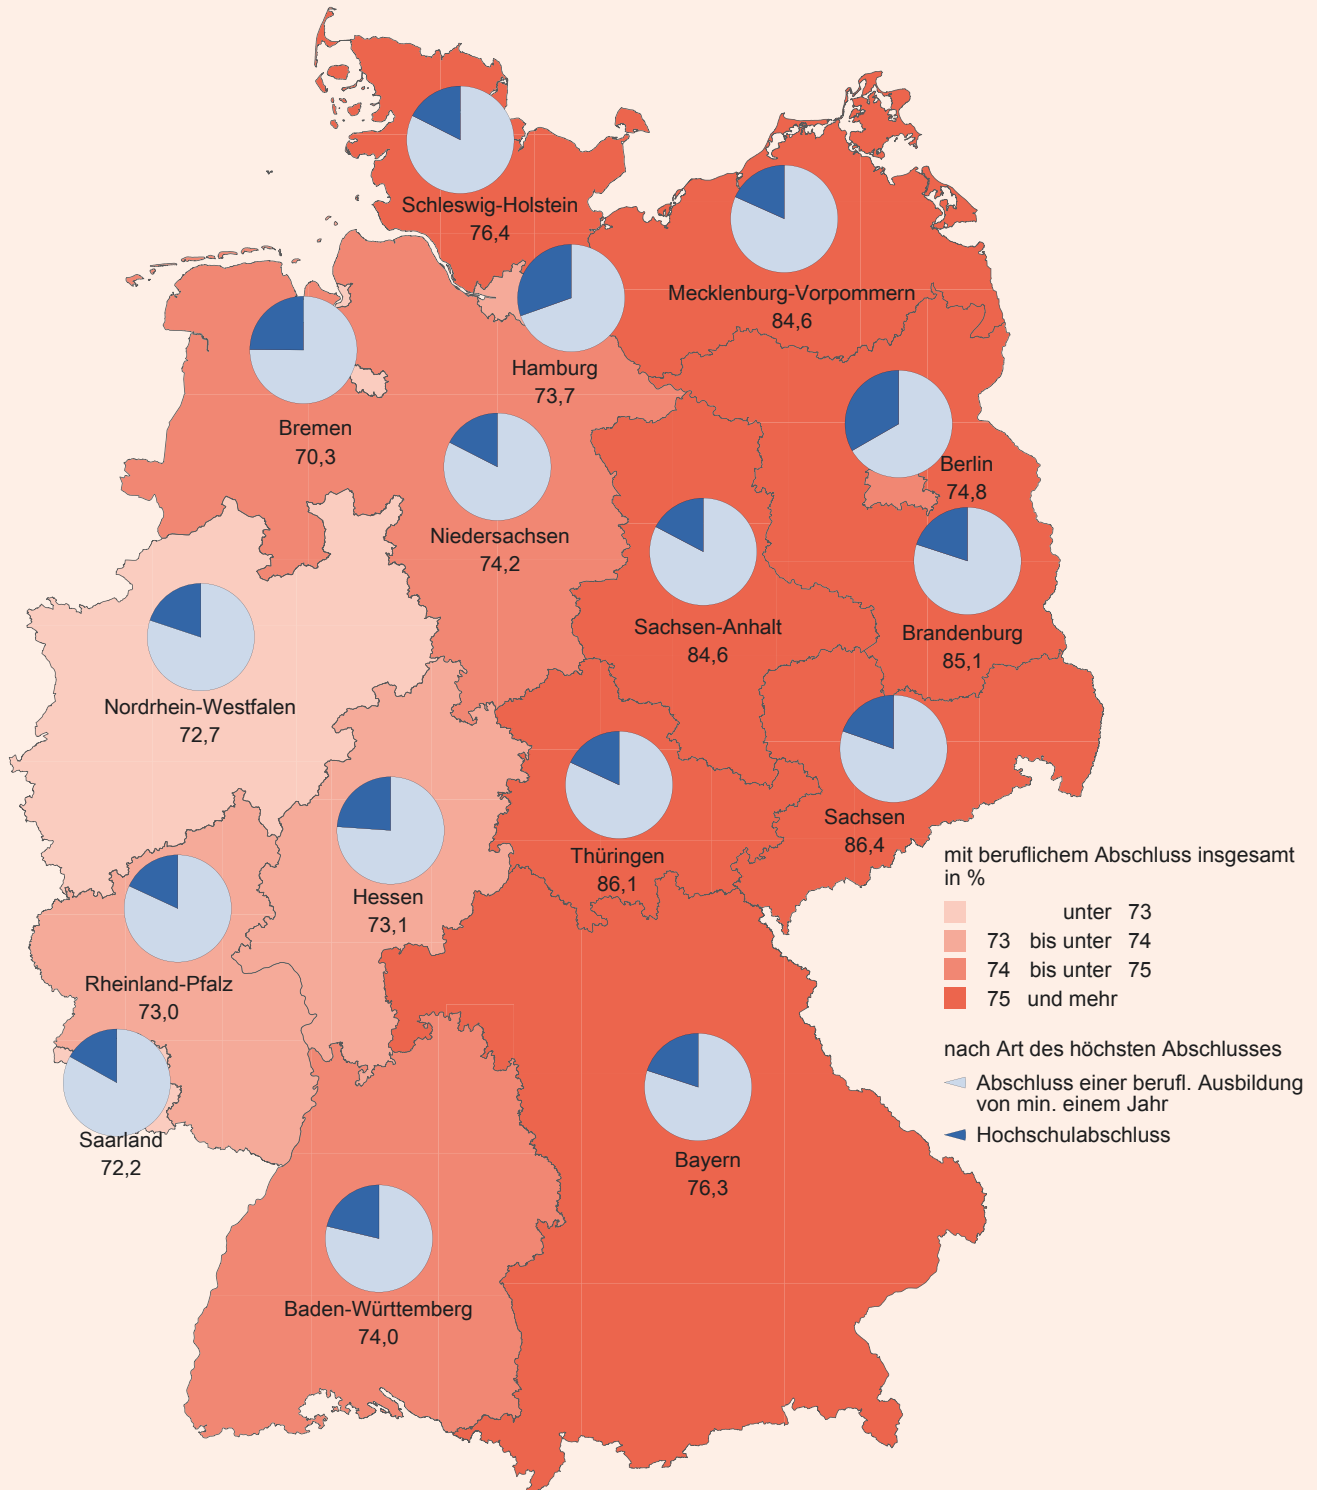 Schleswig-Holstein
76,4
Mecklenburg-Vorpommern
84,6
Hamburg
73,7
Bremen
70,3
Berlin
74,8
Niedersachsen
74,2
Sachsen-Anhalt
84,6
Brandenburg
85,1
Nordrhein-Westfalen
72,7
Sachsen
86,4
Thüringen
86,1
Hessen
73,1
Rheinland-Pfalz
73,0
Saarland
72,2
Bayern
76,3
Baden-Württemberg
74,0
mit beruflichem Abschluss insgesamt
in %
unter 73
73 bis unter 74
74 bis unter 75
75 und mehr
nach Art des höchsten Abschlusses
Abschluss einer berufl. Ausbildung
von min. einem Jahr
Hochschulabschluss